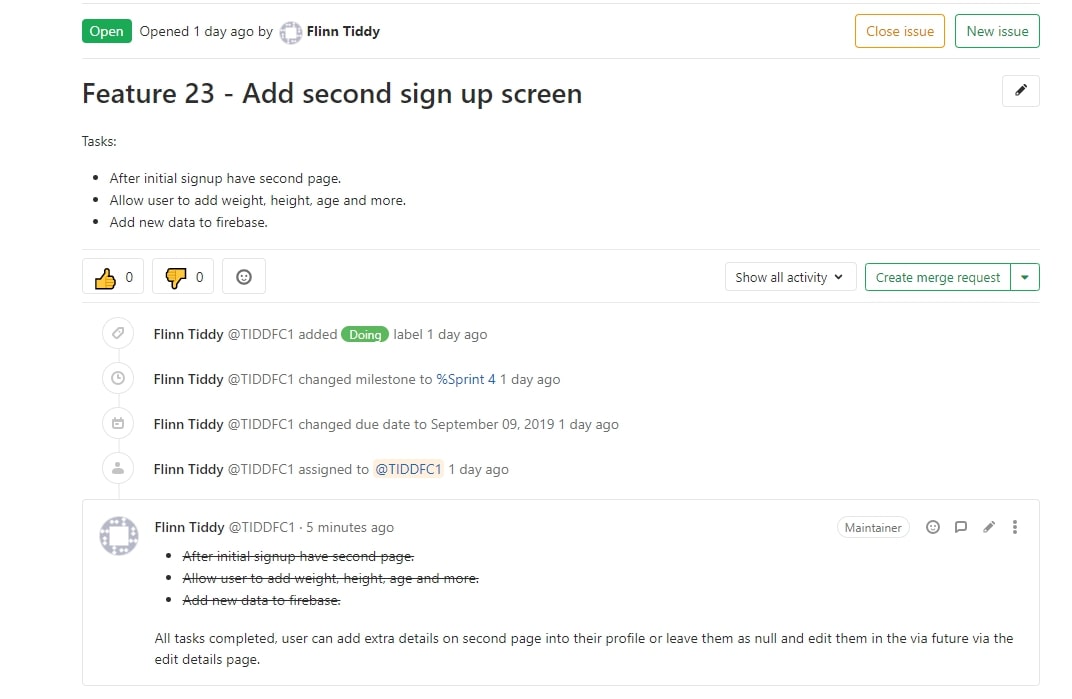 Open Opened 1 day ago by Flinn Tiddy Close issue New issue
Feature 23 - Add second sign up screen
Tasks:
• After initial signup have second page.
• Allow user to add weight, height, age and more.
• Add new data to firebase.
0 0 Show all activity Create merge request
Flinn Tiddy @TIDDFC1 added Doing label 1 day ago
Flinn Tiddy @TIDDFC1 changed milestone to %Sprint 4 1 day ago
Flinn Tiddy @TIDDFC1 changed due date to September 09, 2019 1 day ago
Flinn Tiddy @TIDDFC1 assigned to @TIDDFC1 1 day ago
Flinn Tiddy @TIDDFC1 · 5 minutes ago Maintainer
• After initial signup have second page.
• Allow user to add weight, height, age and more.
• Add new data to firebase.
All tasks completed, user can add extra details on second page into their profile or leave them as null and edit them in the via future via the
edit details page.